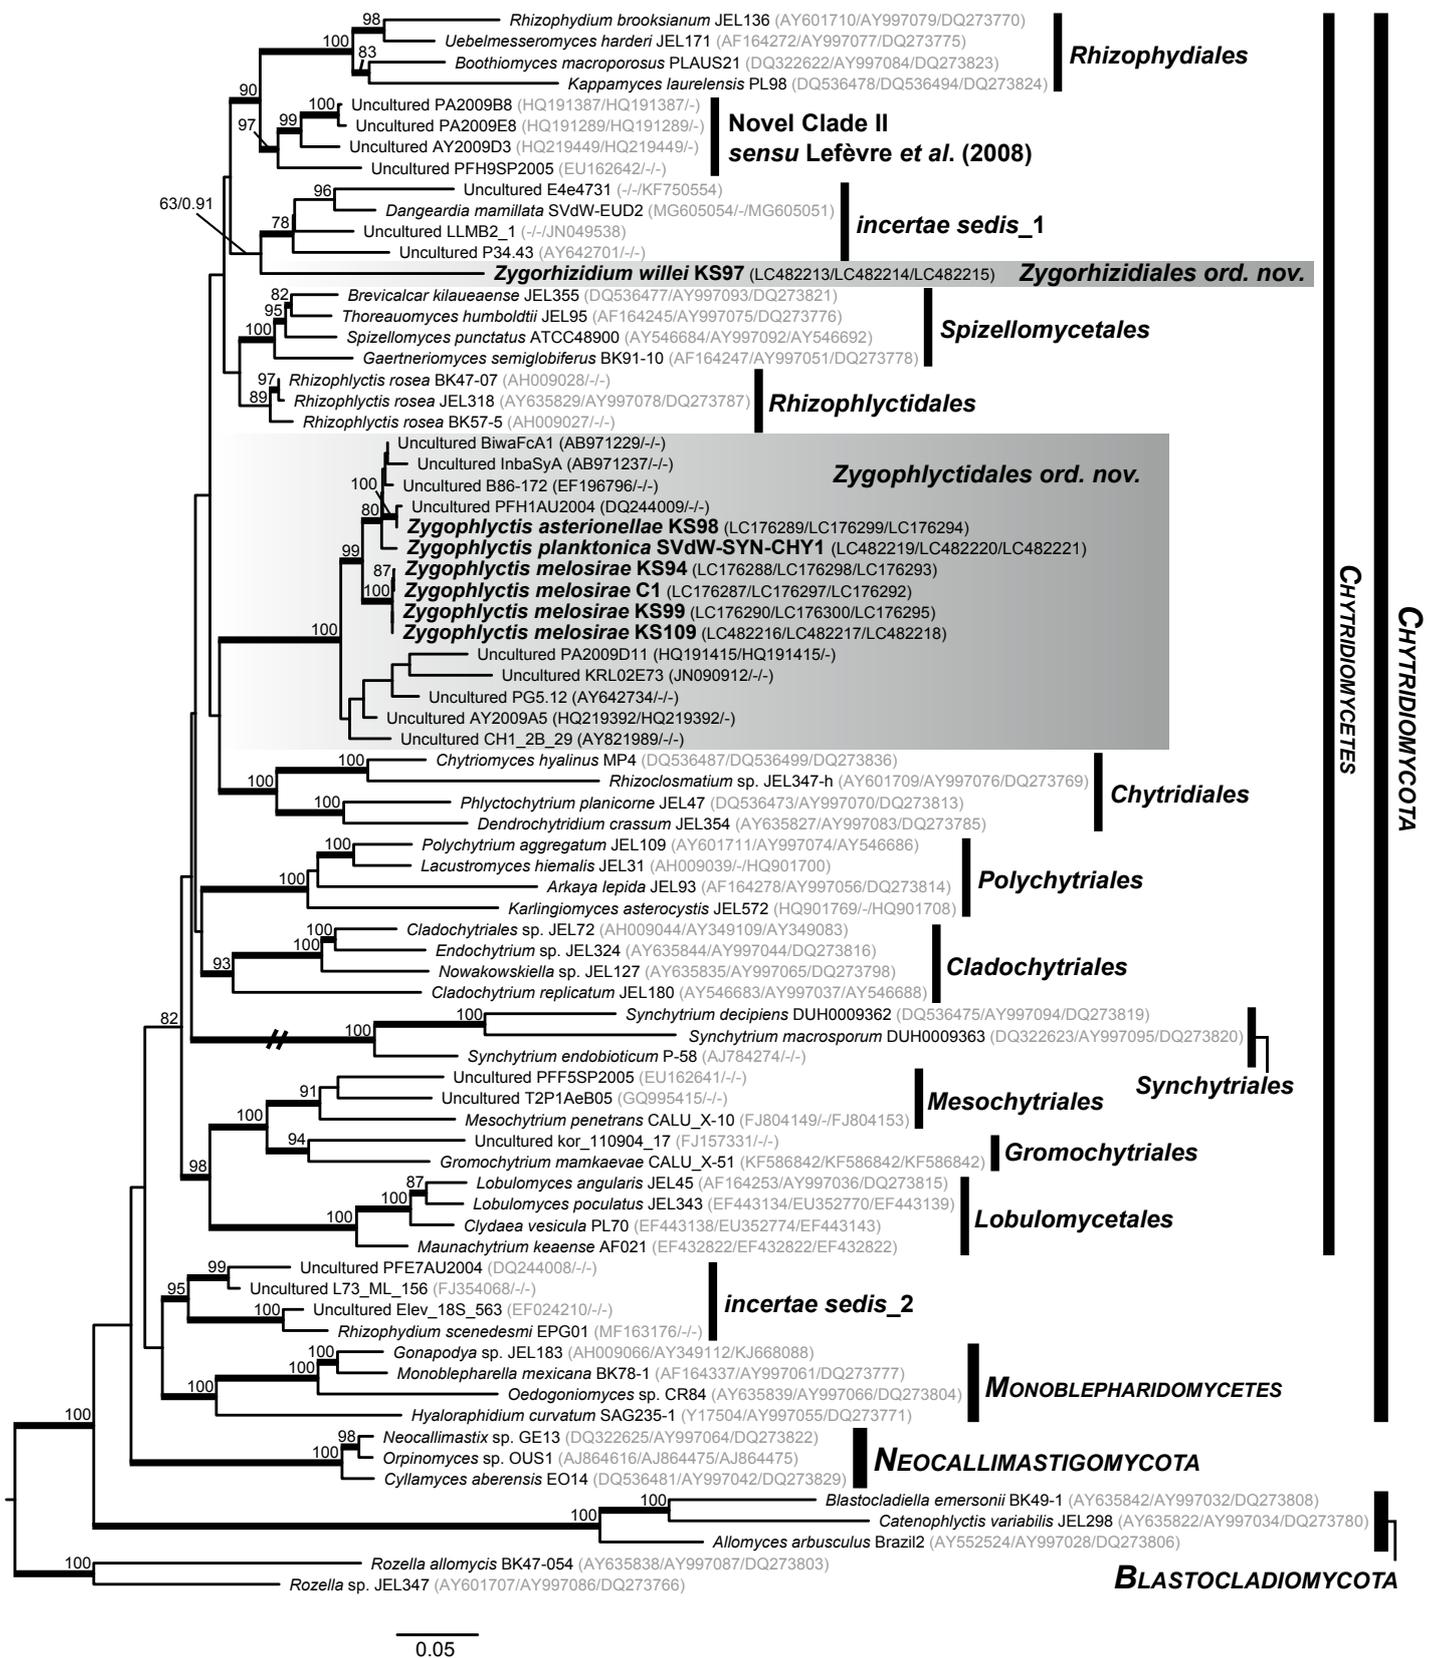 98
Rhizophydium brooksianum JEL136 (AY601710/AY997079/DQ273770)
Uebelmesseromyces harderi JEL171 (AF164272/AY997077/DQ273775)
100
83
Boothiomyces macroporosus PLAUS21 (DQ322622/AY997084/DQ273823)
Kappamyces laurelensis PL98 (DQ536478/DQ536494/DQ273824)
Rhizophydiales
90
100
Uncultured PA2009B8 (HQ191387/HQ191387/-)
Uncultured PA2009E8 (HQ191289/HQ191289/-)
99
97
Uncultured AY2009D3 (HQ219449/HQ219449/-)
Uncultured PFH9SP2005 (EU162642/-/-)
Novel Clade II
sensu Lefèvre et al. (2008)
63/0.91
96
Uncultured E4e4731 (-/-/KF750554)
Dangeardia mamillata SVdW-EUD2 (MG605054/-/MG605051)
78
Uncultured LLMB2_1 (-/-/JN049538)
Uncultured P34.43 (AY642701/-/-)
incertae sedis_1
Zygorhizidium willei KS97 (LC482213/LC482214/LC482215) Zygorhizidiales ord. nov.
82
Brevicalcar kilaueaense JEL355 (DQ536477/AY997093/DQ273821)
95
Thoreauomyces humboldtii JEL95 (AF164245/AY997075/DQ273776)
100
Spizellomyces punctatus ATCC48900 (AY546684/AY997092/AY546692)
Gaertneriomyces semiglobiferus BK91-10 (AF164247/AY997051/DQ273778)
Spizellomycetales
97
Rhizophlyctis rosea BK47-07 (AH009028/-/-)
89
Rhizophlyctis rosea JEL318 (AY635829/AY997078/DQ273787)
Rhizophlyctis rosea BK57-5 (AH009027/-/-)
Rhizophlyctidales
Uncultured BiwaFcA1 (AB971229/-/-)
Uncultured InbaSyA (AB971237/-/-)
Zygophlyctidales ord. nov.
100
Uncultured B86-172 (EF196796/-/-)
80
Uncultured PFH1AU2004 (DQ244009/-/-)
Zygophlyctis asterionellae KS98 (LC176289/LC176299/LC176294)
99
Zygophlyctis planktonica SVdW-SYN-CHY1 (LC482219/LC482220/LC482221)
87
Zygophlyctis melosirae KS94 (LC176288/LC176298/LC176293)
100
Zygophlyctis melosirae C1 (LC176287/LC176297/LC176292)
Zygophlyctis melosirae KS99 (LC176290/LC176300/LC176295)
100
Zygophlyctis melosirae KS109 (LC482216/LC482217/LC482218)
Uncultured PA2009D11 (HQ191415/HQ191415/-)
Uncultured KRL02E73 (JN090912/-/-)
Uncultured PG5.12 (AY642734/-/-)
Uncultured AY2009A5 (HQ219392/HQ219392/-)
Uncultured CH1_2B_29 (AY821989/-/-)
100
Chytriomyces hyalinus MP4 (DQ536487/DQ536499/DQ273836)
100
Rhizoclosmatium sp. JEL347-h (AY601709/AY997076/DQ273769)
100
Phlyctochytrium planicorne JEL47 (DQ536473/AY997070/DQ273813)
Dendrochytridium crassum JEL354 (AY635827/AY997083/DQ273785)
Chytridiales
100
Polychytrium aggregatum JEL109 (AY601711/AY997074/AY546686)
Lacustromyces hiemalis JEL31 (AH009039/-/HQ901700)
100
Arkaya lepida JEL93 (AF164278/AY997056/DQ273814)
Karlingiomyces asterocystis JEL572 (HQ901769/-/HQ901708)
Polychytriales
100
Cladochytriales sp. JEL72 (AH009044/AY349109/AY349083)
100
Endochytrium sp. JEL324 (AY635844/AY997044/DQ273816)
93
Nowakowskiella sp. JEL127 (AY635835/AY997065/DQ273798)
Cladochytrium replicatum JEL180 (AY546683/AY997037/AY546688)
Cladochytriales
82
100
Synchytrium decipiens DUH0009362 (DQ536475/AY997094/DQ273819)
100
Synchytrium macrosporum DUH0009363 (DQ322623/AY997095/DQ273820)
Synchytrium endobioticum P-58 (AJ784274/-/-)
Synchytriales
Uncultured PFF5SP2005 (EU162641/-/-)
91
Uncultured T2P1AeB05 (GQ995415/-/-)
100
Mesochytrium penetrans CALU_X-10 (FJ804149/-/FJ804153)
Mesochytriales
94
Uncultured kor_110904_17 (FJ157331/-/-)
Gromochytrium mamkaevae CALU_X-51 (KF586842/KF586842/KF586842)
Gromochytriales
98
87
Lobulomyces angularis JEL45 (AF164253/AY997036/DQ273815)
100
Lobulomyces poculatus JEL343 (EF443134/EU352770/EF443139)
100
Clydaea vesicula PL70 (EF443138/EU352774/EF443143)
Maunachytrium keaense AF021 (EF432822/EF432822/EF432822)
Lobulomycetales
CHYTRIDIOMYCETES
CHYTRIDIOMYCOTA
99
Uncultured PFE7AU2004 (DQ244008/-/-)
95
Uncultured L73_ML_156 (FJ354068/-/-)
100
Uncultured Elev_18S_563 (EF024210/-/-)
Rhizophydium scenedesmi EPG01 (MF163176/-/-)
incertae sedis_2
100
Gonapodya sp. JEL183 (AH009066/AY349112/KJ668088)
100
Monoblepharella mexicana BK78-1 (AF164337/AY997061/DQ273777)
100
Oedogoniomyces sp. CR84 (AY635839/AY997066/DQ273804)
Hyaloraphidium curvatum SAG235-1 (Y17504/AY997055/DQ273771)
MONOBLEPHARIDOMYCETES
100
98
Neocallimastix sp. GE13 (DQ322625/AY997064/DQ273822)
100
Orpinomyces sp. OUS1 (AJ864616/AJ864475/AJ864475)
Cyllamyces aberensis EO14 (DQ536481/AY997042/DQ273829)
NEOCALLIMASTIGOMYCOTA
100
Blastocladiella emersonii BK49-1 (AY635842/AY997032/DQ273808)
100
Catenophlyctis variabilis JEL298 (AY635822/AY997034/DQ273780)
Allomyces arbusculus Brazil2 (AY552524/AY997028/DQ273806)
BLASTOCLADIOMYCOTA
100
Rozella allomycis BK47-054 (AY635838/AY997087/DQ273803)
Rozella sp. JEL347 (AY601707/AY997086/DQ273766)
0.05